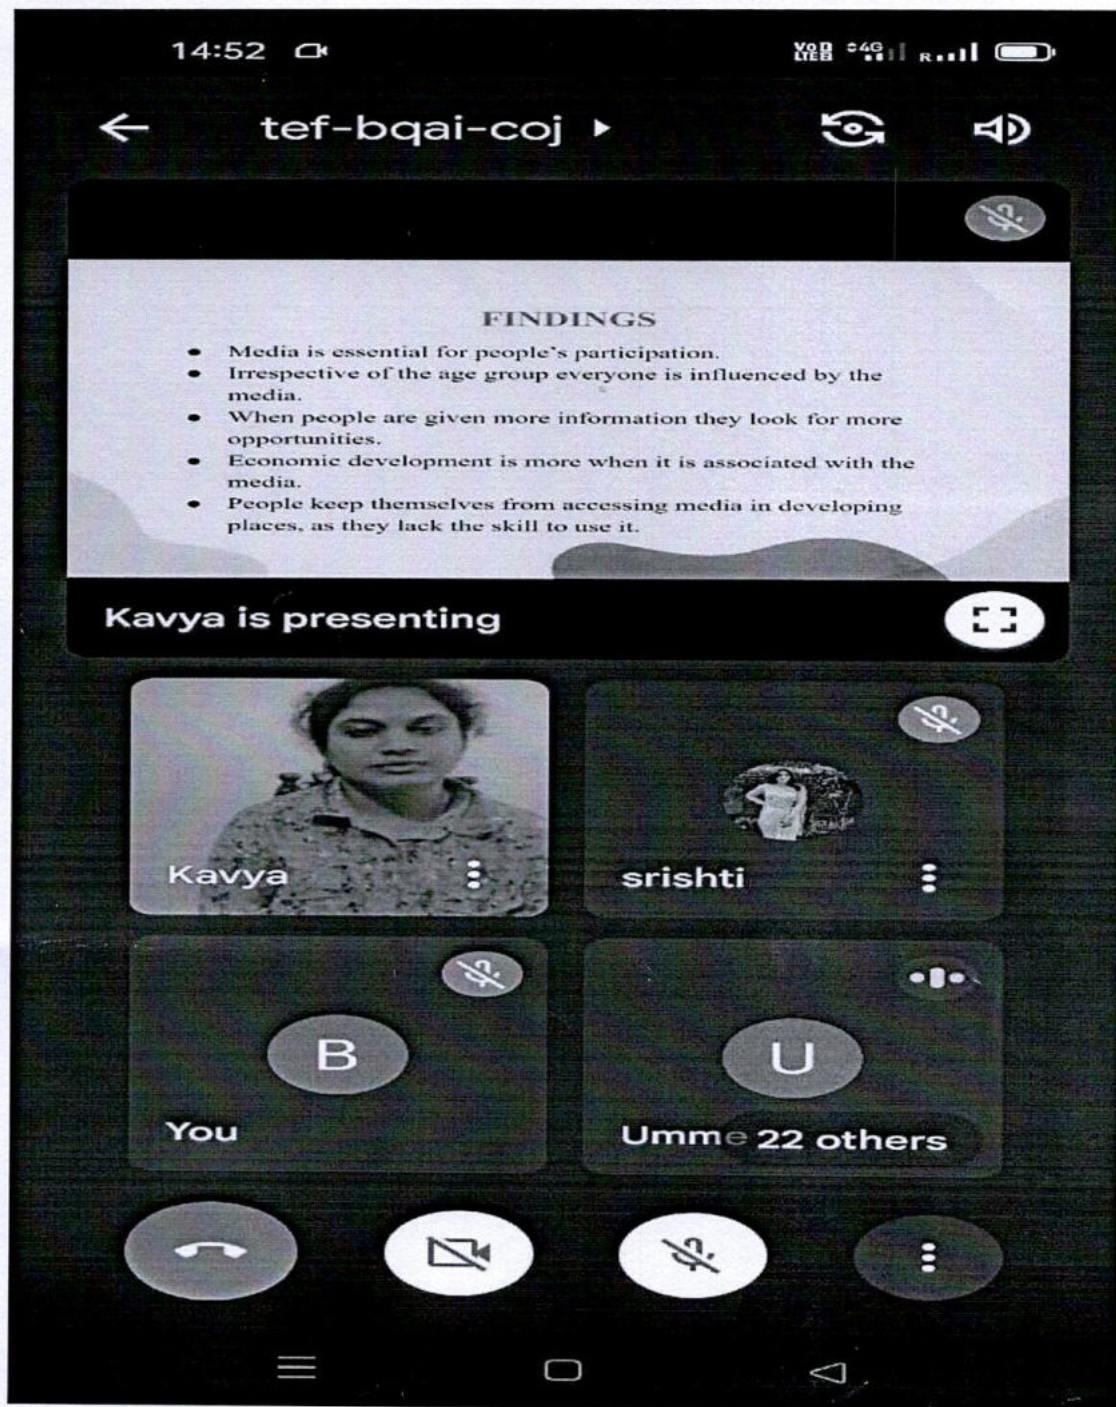 14:52
VoD LTE2 4G R
tef-bqai-coj
FINDINGS
• Media is essential for people's participation.
• Irrespective of the age group everyone is influenced by the
media.
• When people are given more information they look for more
opportunities.
• Economic development is more when it is associated with the
media.
• People keep themselves from accessing media in developing
places, as they lack the skill to use it.
Kavya is presenting
Kavya
srishti
B
You
U
Umme 22 others